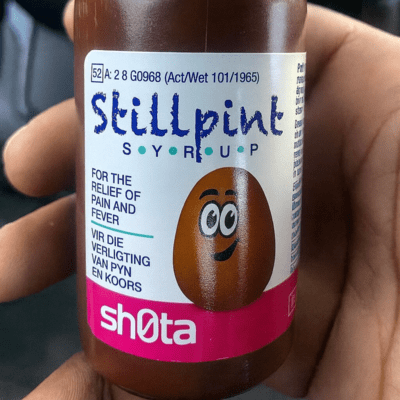 52 A: 2 8 G0968 (Act/Wet 101/1965)
Stillpint
S•Y•R•U•P
FOR THE
RELIEF OF
PAIN AND
FEVER
VIR DIE
VERLIGTING
VAN PYN
EN KOORS
sh0ta